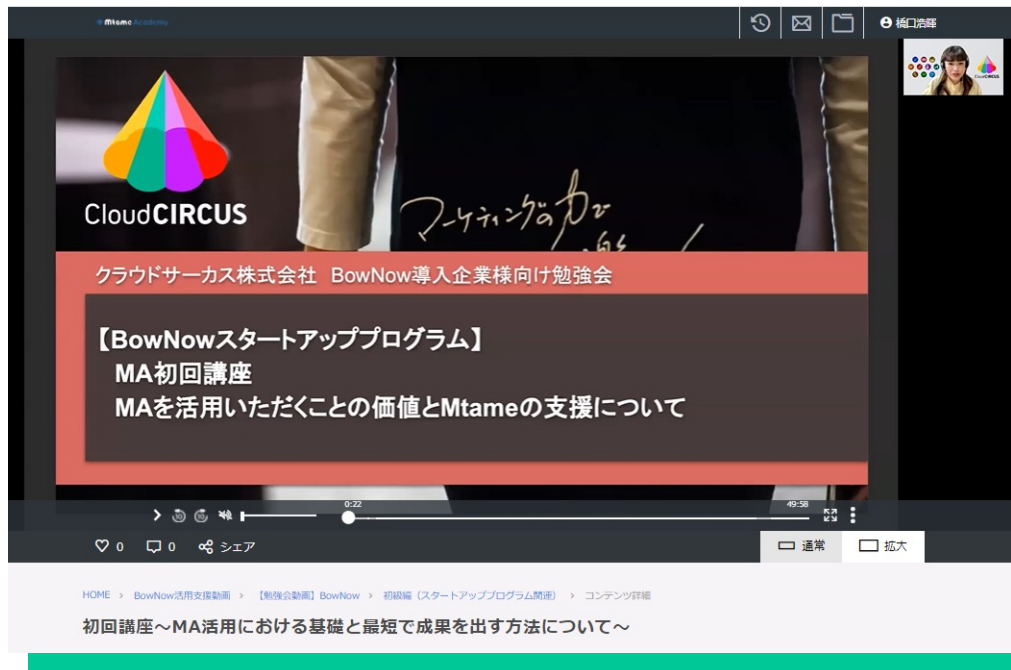 Mtame Academy
橋口浩輝
CloudCIRCUS
マーケティングの力で
クラウドサーカス株式会社 BowNow導入企業様向け勉強会
【BowNowスタートアッププログラム】
MA初回講座
MAを活用いただくことの価値とMtameの支援について
0:22
49:58
10 10
0 0 シェア
通常 拡大
HOME > BowNow活用支援動画 > 【勉強会動画】BowNow > 初級編（スタートアッププログラム関連） > コンテンツ詳細
初回講座～MA活用における基礎と最短で成果を出す方法について～